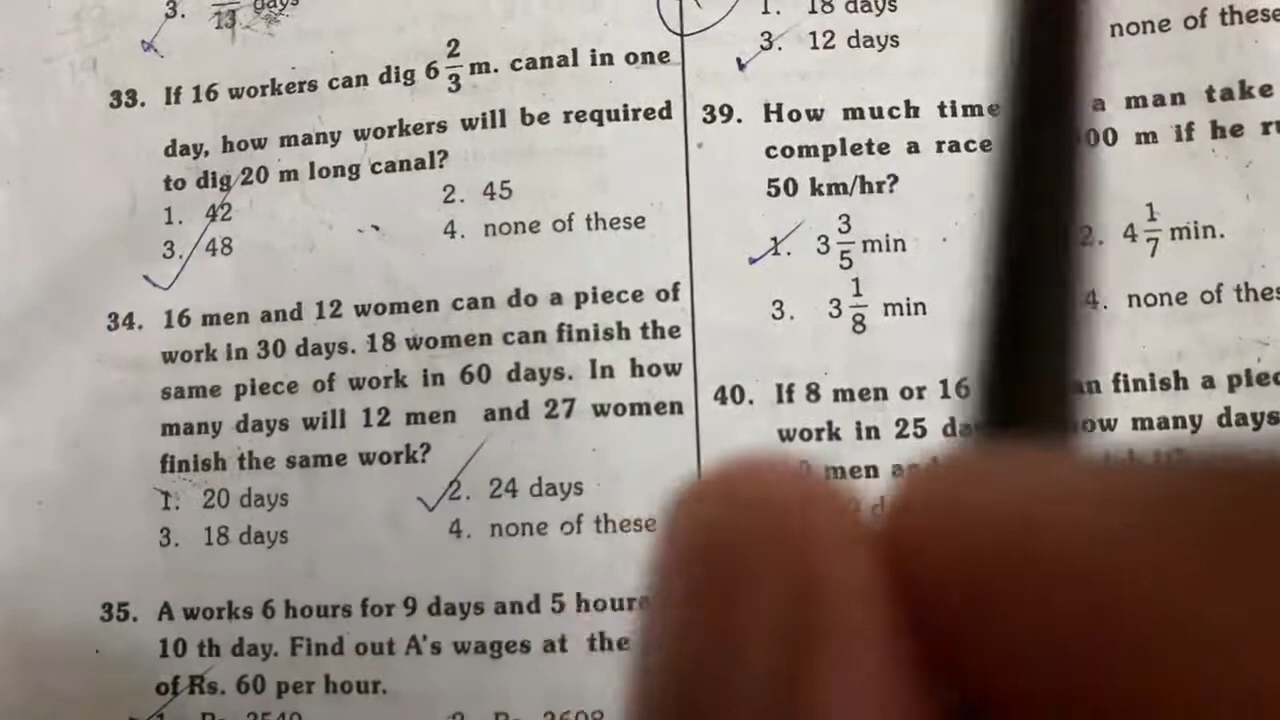 3. 13 days
33. If 16 workers can dig 6 2/3 m. canal in one
day, how many workers will be required
to dig 20 m long canal?
1. 42 2. 45
3. 48 4. none of these
34. 16 men and 12 women can do a piece of
work in 30 days. 18 women can finish the
same piece of work in 60 days. In how
many days will 12 men and 27 women
finish the same work?
1. 20 days 2. 24 days
3. 18 days 4. none of these
35. A works 6 hours for 9 days and 5 hours
10 th day. Find out A's wages at the
of Rs. 60 per hour.
1. 18 days
none of these
3. 12 days
39. How much time a man take
complete a race 00 m if he
50 km/hr?
1. 3 3/5 min 2. 4 1/7 min.
3. 3 1/8 min 4. none of
40. If 8 men or 16 finish a
work in 25 many days
men